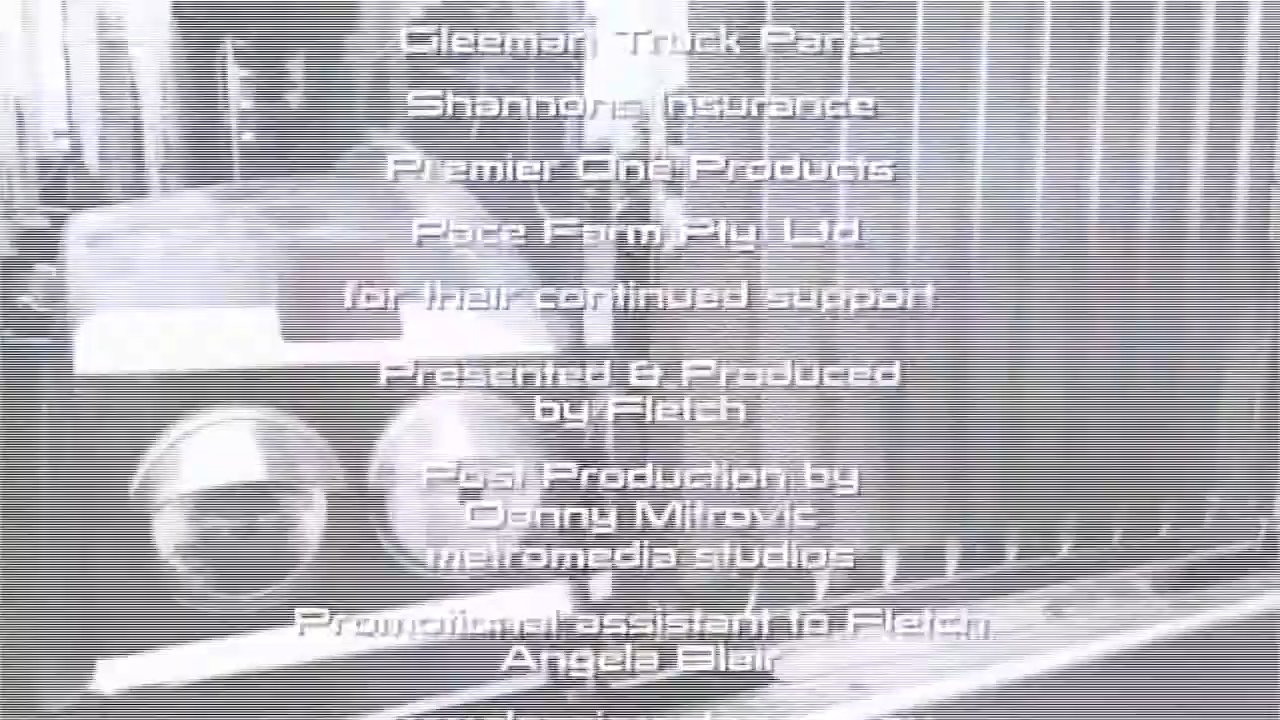 Gleeman Truck Parts
Shannons Insurance
Premier One Products
Pace Farm Pty. Ltd.
for their continued support
Presented & Produced
by Fletch
Post Production by
Danny Mitrovic
metromedia studios
Promotional assistant to Fletch
Angela Blair